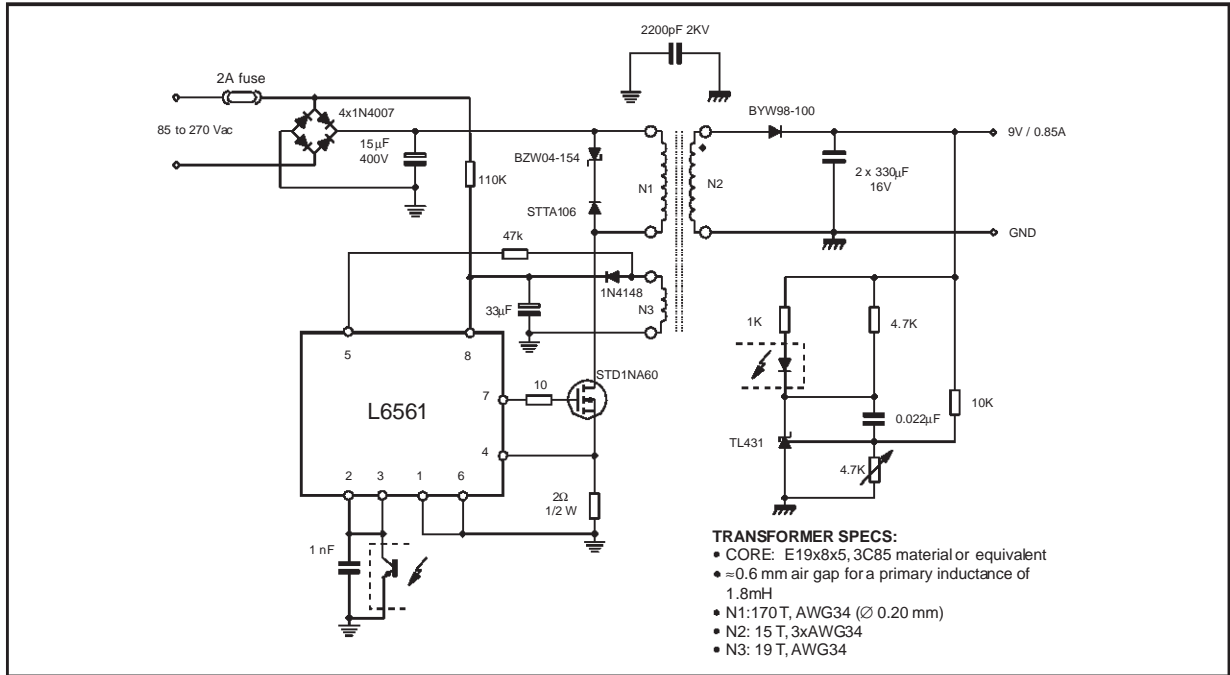 2200pF 2KV
2A fuse
4x1N4007
BYW98-100
9V / 0.85A
85 to 270 Vac
15µF
400V
BZW04-154
110K
N1
N2
2 x 330µF
16V
STTA106
47k
GND
1N4148
33µF
N3
1K
4.7K
5
8
STD1NA60
7
10
L6561
10K
0.022µF
TL431
4
4.7K
2
3
1
6
2Ω
1/2 W
1 nF
TRANSFORMER SPECS:
• CORE: E19x8x5, 3C85 material or equivalent
• ≈0.6 mm air gap for a primary inductance of
1.8mH
• N1:170 T, AWG34 (Ø 0.20 mm)
• N2: 15 T, 3xAWG34
• N3: 19 T, AWG34